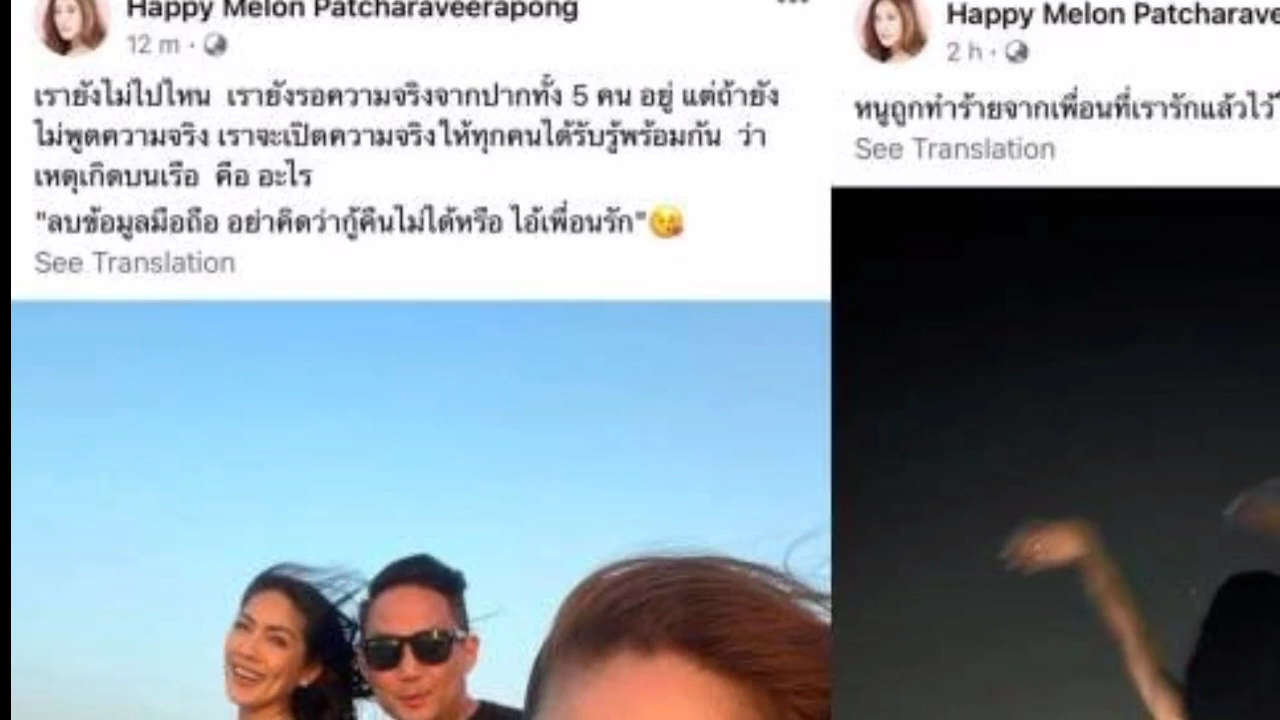 Happy Melon Patcharaveerapong
12 m
เรายังไม่ไปไหน เรายังรอความจริงจากปากทั้ง 5 คน อยู่ แต่ถ้ายัง
ไม่พูตความจริง เราจะเปิตความจริงให้ทุกคนได้รับรู้พร้อมกัน ว่า
เหตุเกิตบนเรือ คือ อะไร
"ลบข้อมูลมือถือ อย่าคิตว่ากู้คืนไม่ได้หรือ ไอ้เพื่อนรัก"😘
See Translation
Happy Melon Patcharave
2 h
หนูถูกทำร้ายจากเพื่อนที่เรารักแล้วไว้
See Translation